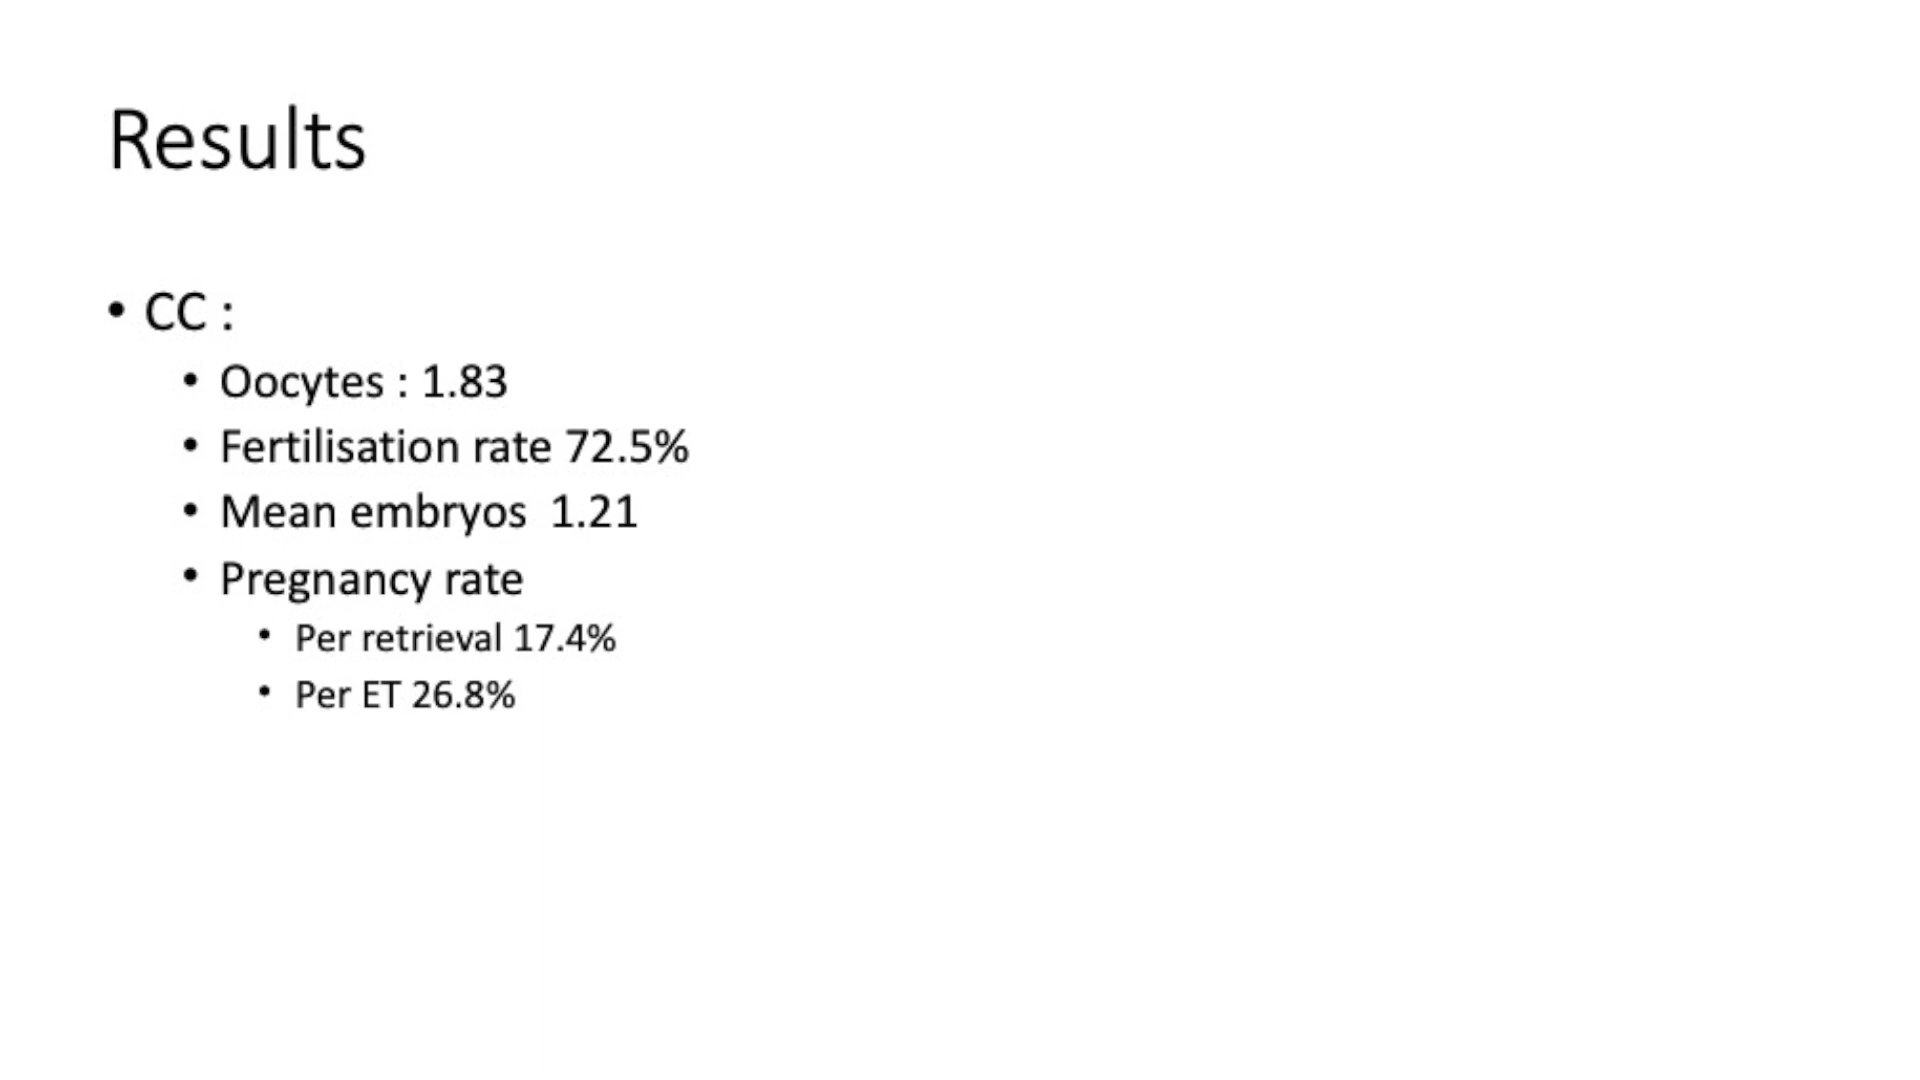 Results
• CC :
• Oocytes : 1.83
• Fertilisation rate 72.5%
• Mean embryos  1.21
• Pregnancy rate
• Per retrieval 17.4%
• Per ET 26.8%